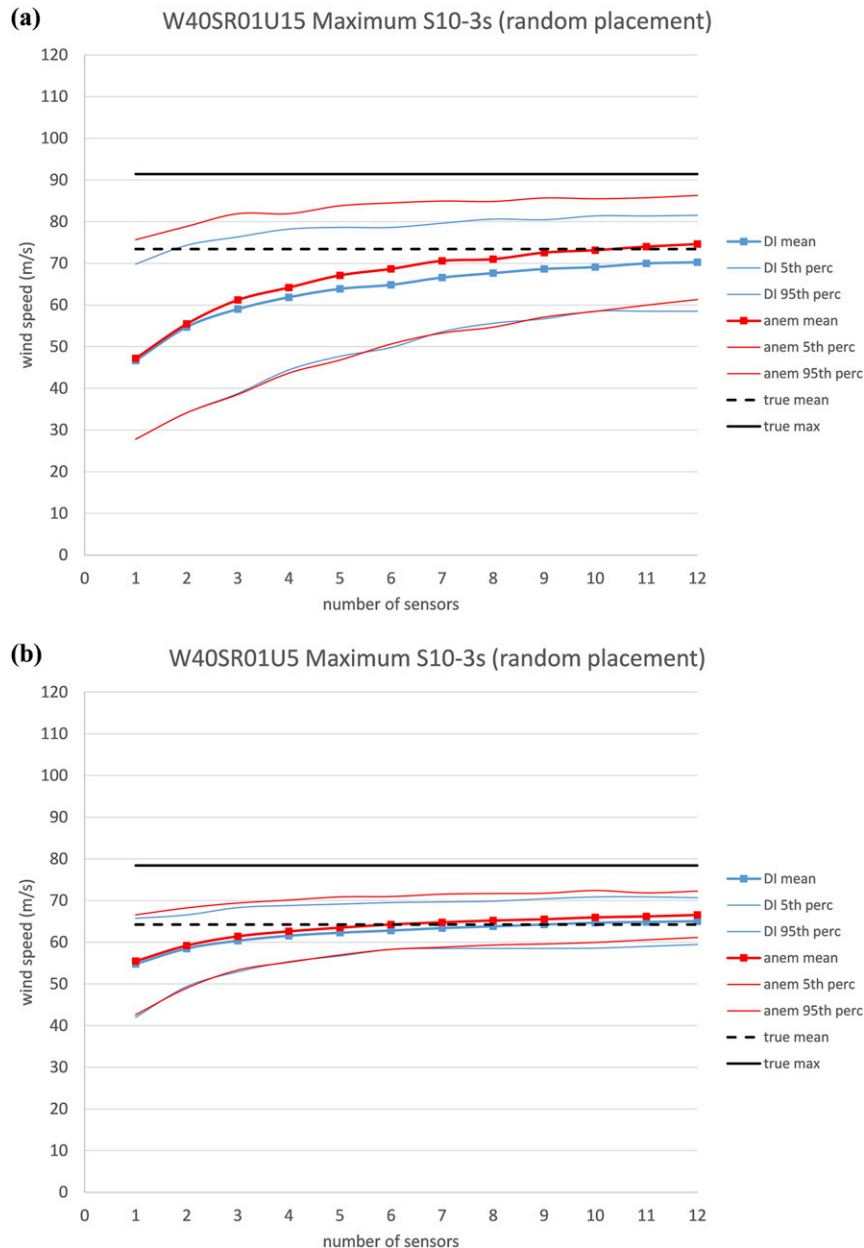 (a)
W40SR01U15 Maximum S10-3s (random placement)
120
110
100
90
80
70
60
50
40
30
20
10
0
wind speed (m/s)
0 1 2 3 4 5 6 7 8 9 10 11 12
number of sensors
DI mean
DI 5th perc
DI 95th perc
anem mean
anem 5th perc
anem 95th perc
true mean
true max
(b)
W40SR01U5 Maximum S10-3s (random placement)
120
110
100
90
80
70
60
50
40
30
20
10
0
wind speed (m/s)
0 1 2 3 4 5 6 7 8 9 10 11 12
number of sensors
DI mean
DI 5th perc
DI 95th perc
anem mean
anem 5th perc
anem 95th perc
true mean
true max